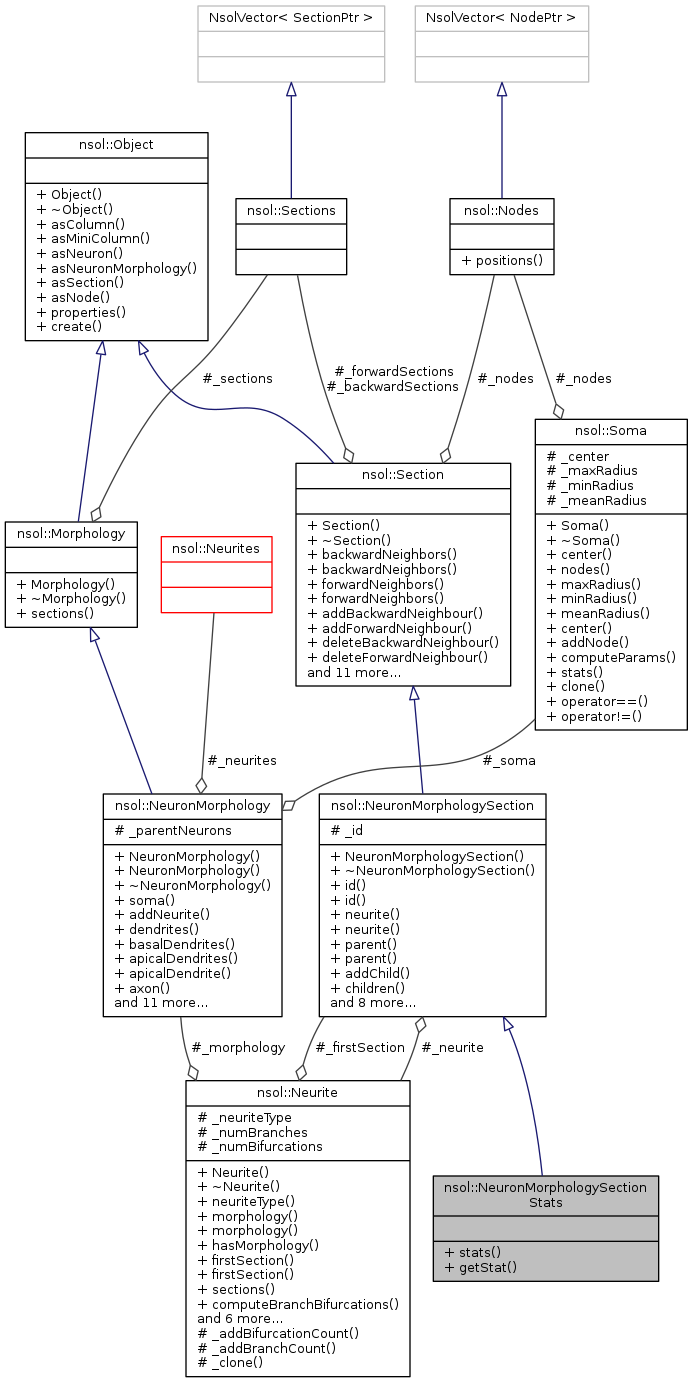 NsolVector< SectionPtr >
NsolVector< NodePtr >
nsol::Object
+ Object()
+ ~Object()
+ asColumn()
+ asMiniColumn()
+ asNeuron()
+ asNeuronMorphology()
+ asSection()
+ asNode()
+ properties()
+ create()
nsol::Sections
nsol::Nodes
+ positions()
#_sections
#_forwardSections
#_backwardSections
#_nodes
#_nodes
nsol::Soma
# _center
# _maxRadius
# _minRadius
# _meanRadius
+ Soma()
+ ~Soma()
+ center()
+ nodes()
+ maxRadius()
+ minRadius()
+ meanRadius()
+ center()
+ addNode()
+ computeParams()
+ stats()
+ clone()
+ operator==()
+ operator!=()
nsol::Section
+ Section()
+ ~Section()
+ backwardNeighbors()
+ backwardNeighbors()
+ forwardNeighbors()
+ forwardNeighbors()
+ addBackwardNeighbour()
+ addForwardNeighbour()
+ deleteBackwardNeighbour()
+ deleteForwardNeighbour()
and 11 more...
nsol::Morphology
+ Morphology()
+ ~Morphology()
+ sections()
nsol::Neurites
#_neurites
#_soma
nsol::NeuronMorphology
# _parentNeurons
+ NeuronMorphology()
+ NeuronMorphology()
+ ~NeuronMorphology()
+ soma()
+ addNeurite()
+ dendrites()
+ basalDendrites()
+ apicalDendrites()
+ apicalDendrite()
+ axon()
and 11 more...
nsol::NeuronMorphologySection
# _id
+ NeuronMorphologySection()
+ ~NeuronMorphologySection()
+ id()
+ id()
+ neurite()
+ neurite()
+ parent()
+ parent()
+ addChild()
+ children()
and 8 more...
#_morphology
#_firstSection
#_neurite
nsol::Neurite
# _neuriteType
# _numBranches
# _numBifurcations
+ Neurite()
+ ~Neurite()
+ neuriteType()
+ morphology()
+ morphology()
+ hasMorphology()
+ firstSection()
+ firstSection()
+ sections()
+ computeBranchBifurcations()
and 6 more...
# _addBifurcationCount()
# _addBranchCount()
# _clone()
nsol::NeuronMorphologySection
Stats
+ stats()
+ getStat()